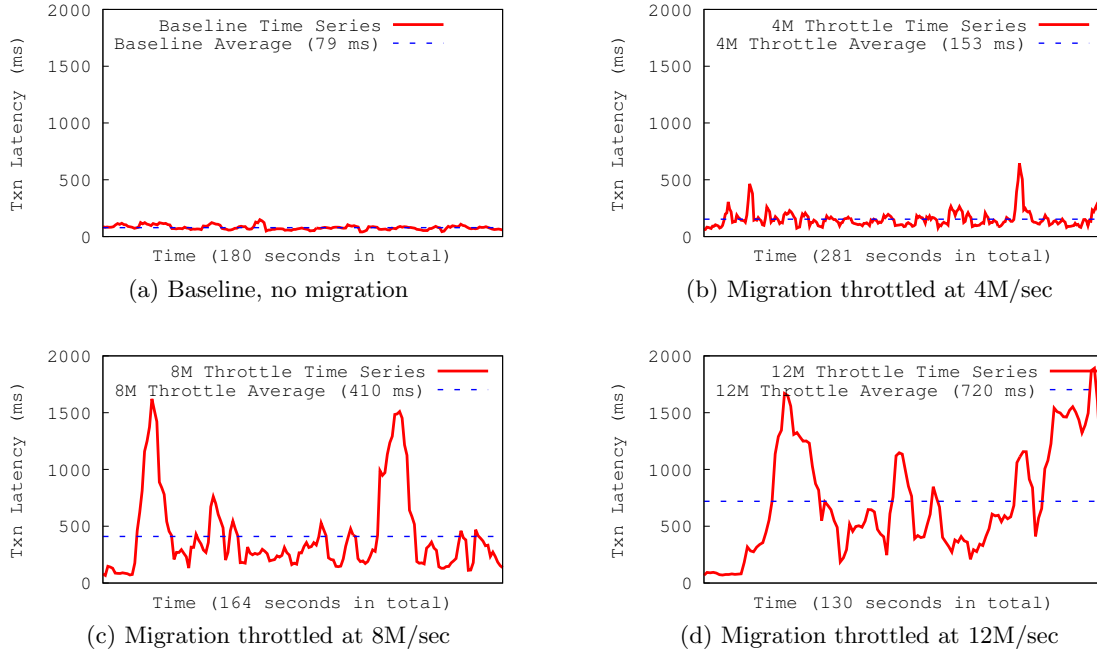 2000
1500
1000
500
0
Txn Latency (ms)
Baseline Time Series
Baseline Average (79 ms)
Time (180 seconds in total)
(a) Baseline, no migration
2000
1500
1000
500
0
Txn Latency (ms)
4M Throttle Time Series
4M Throttle Average (153 ms)
Time (281 seconds in total)
(b) Migration throttled at 4M/sec
2000
1500
1000
500
0
Txn Latency (ms)
8M Throttle Time Series
8M Throttle Average (410 ms)
Time (164 seconds in total)
(c) Migration throttled at 8M/sec
2000
1500
1000
500
0
Txn Latency (ms)
12M Throttle Time Series
12M Throttle Average (720 ms)
Time (130 seconds in total)
(d) Migration throttled at 12M/sec